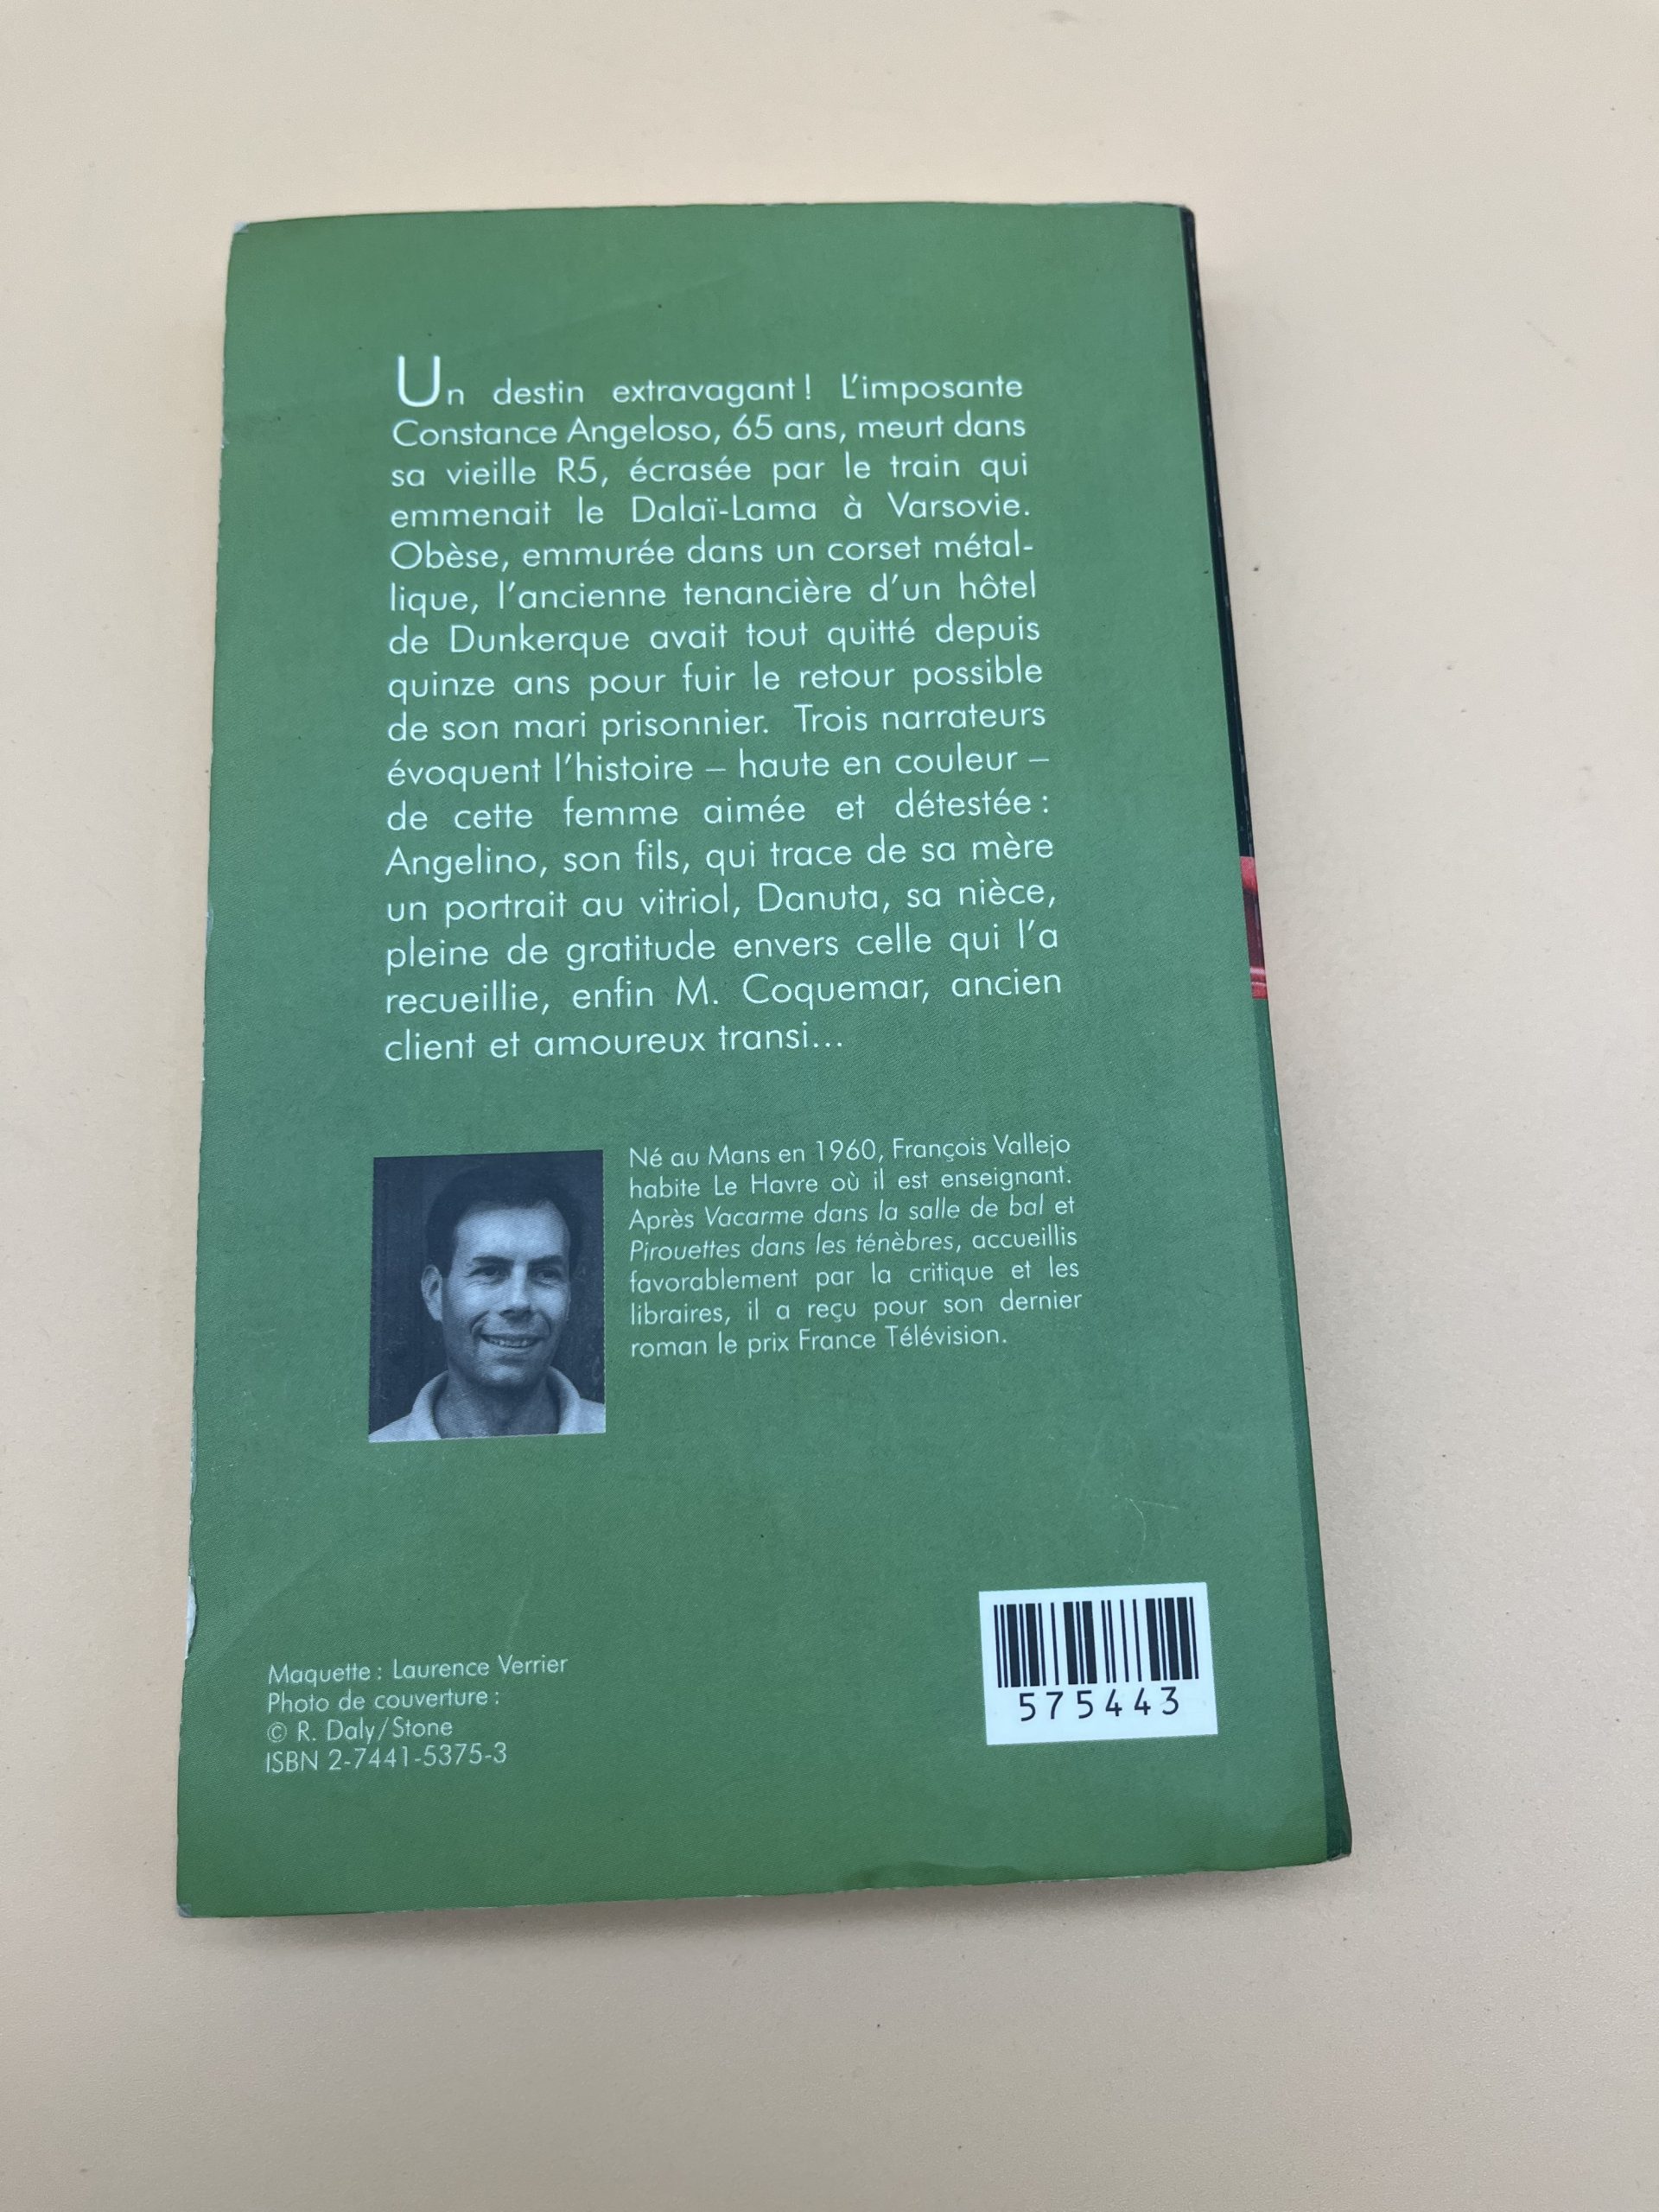 Un destin extravagant ! L'imposante
Constance Angeloso, 65 ans, meurt dans
sa vieille R5, écrasée par le train qui
emmenait le Dalaï-Lama à Varsovie.
Obèse, emmurée dans un corset métal-
lique, l'ancienne tenancière d'un hôtel
de Dunkerque avait tout quitté depuis
quinze ans pour fuir le retour possible
de son mari prisonnier. Trois narrateurs
évoquent l'histoire – haute en couleur –
de cette femme aimée et détestée :
Angelino, son fils, qui trace de sa mère
un portrait au vitriol, Danuta, sa nièce,
pleine de gratitude envers celle qui l'a
recueillie, enfin M. Coquemar, ancien
client et amoureux transi...
Né au Mans en 1960, François Vallejo
habite Le Havre où il est enseignant.
Après Vacarme dans la salle de bal et
Pirouettes dans les ténèbres, accueillis
favorablement par la critique et les
libraires, il a reçu pour son dernier
roman le prix France Télévision.
Maquette : Laurence Verrier
Photo de couverture :
© R. Daly/Stone
ISBN 2-7441-5375-3
575443